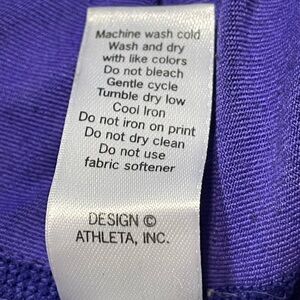 Machine wash cold
Wash and dry
with like colors
Do not bleach
Gentle cycle
Tumble dry low
Cool Iron
Do not iron on print
Do not dry clean
Do not use
fabric softener
DESIGN ©
ATHLETA, INC.